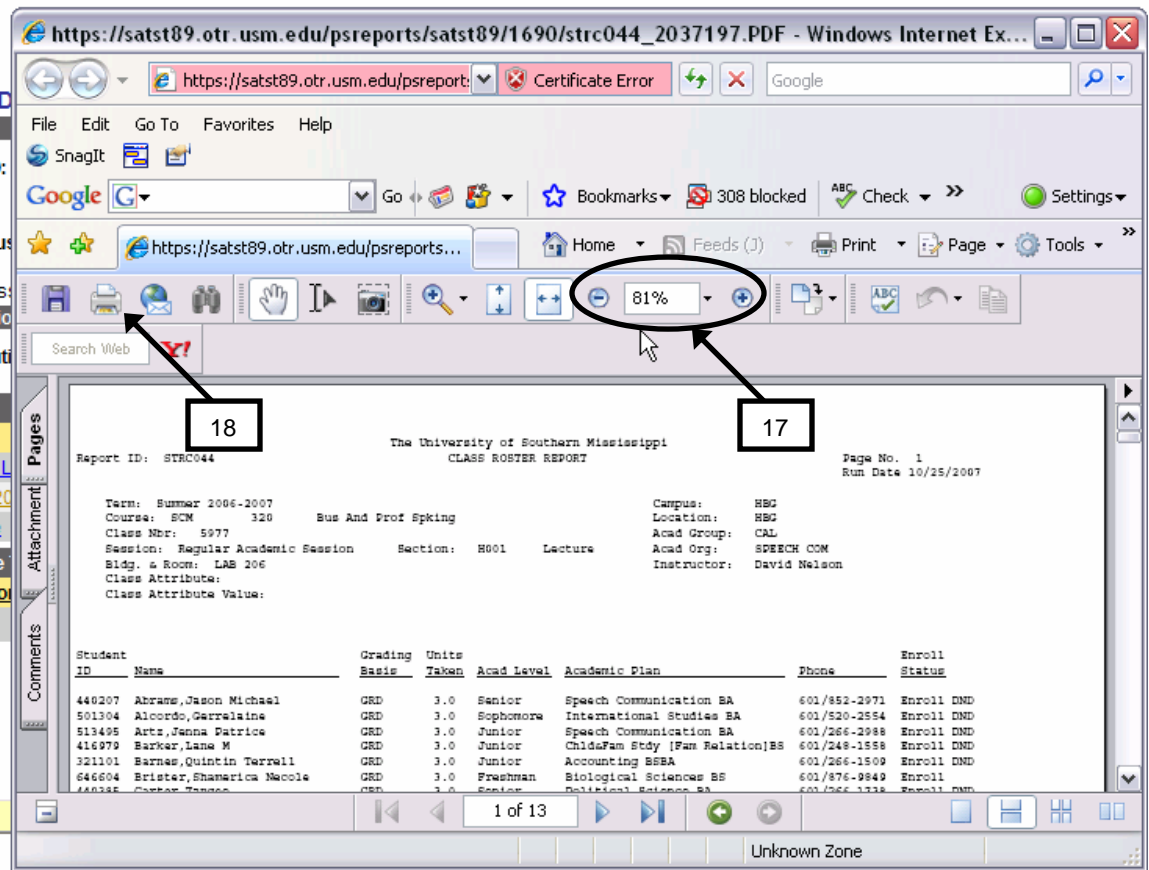 https://satst89.otr.usm.edu/psreports/satst89/1690/strc044_2037197.PDF - Windows Internet Ex...
https://satst89.otr.usm.edu/psreport: Certificate Error Google
File Edit Go To Favorites Help
SnagIt
Google G Go Bookmarks 308 blocked ABC Check » Settings
https://satst89.otr.usm.edu/psreports... Home Feeds (J) Print Page Tools »
81% ABC
Search Web Y!
18 17
Pages
Attachment
Comments
The University of Southern Mississippi
Report ID: STRC044 CLASS ROSTER REPORT Page No. 1
Run Date 10/25/2007
Term: Summer 2006-2007 Campus: HBG
Course: SCM 320 Bus And Prof Spking Location: HBG
Class Nbr: 5977 Acad Group: CAL
Session: Regular Academic Session Section: H001 Lecture Acad Org: SPEECH COM
Bldg. & Room: LAB 206 Instructor: David Nelson
Class Attribute:
Class Attribute Value:
Student Grading Units Enroll
ID Name Basis Taken Acad Level Academic Plan Phone Status
440207 Abrams,Jason Michael GRD 3.0 Senior Speech Communication BA 601/852-2971 Enroll DND
501304 Alcordo,Gerrelaine GRD 3.0 Sophomore International Studies BA 601/520-2554 Enroll DND
513495 Artz,Jenna Patrice GRD 3.0 Junior Speech Communication BA 601/266-2988 Enroll DND
416979 Barker,Lane M GRD 3.0 Junior Chld&Fam Stdy [Fam Relation]BS 601/248-1558 Enroll DND
321101 Barnes,Quintin Terrell GRD 3.0 Junior Accounting BSBA 601/266-1509 Enroll DND
646604 Brister,Shamerica Necole GRD 3.0 Freshman Biological Sciences BS 601/876-9849 Enroll
1 of 13
Unknown Zone